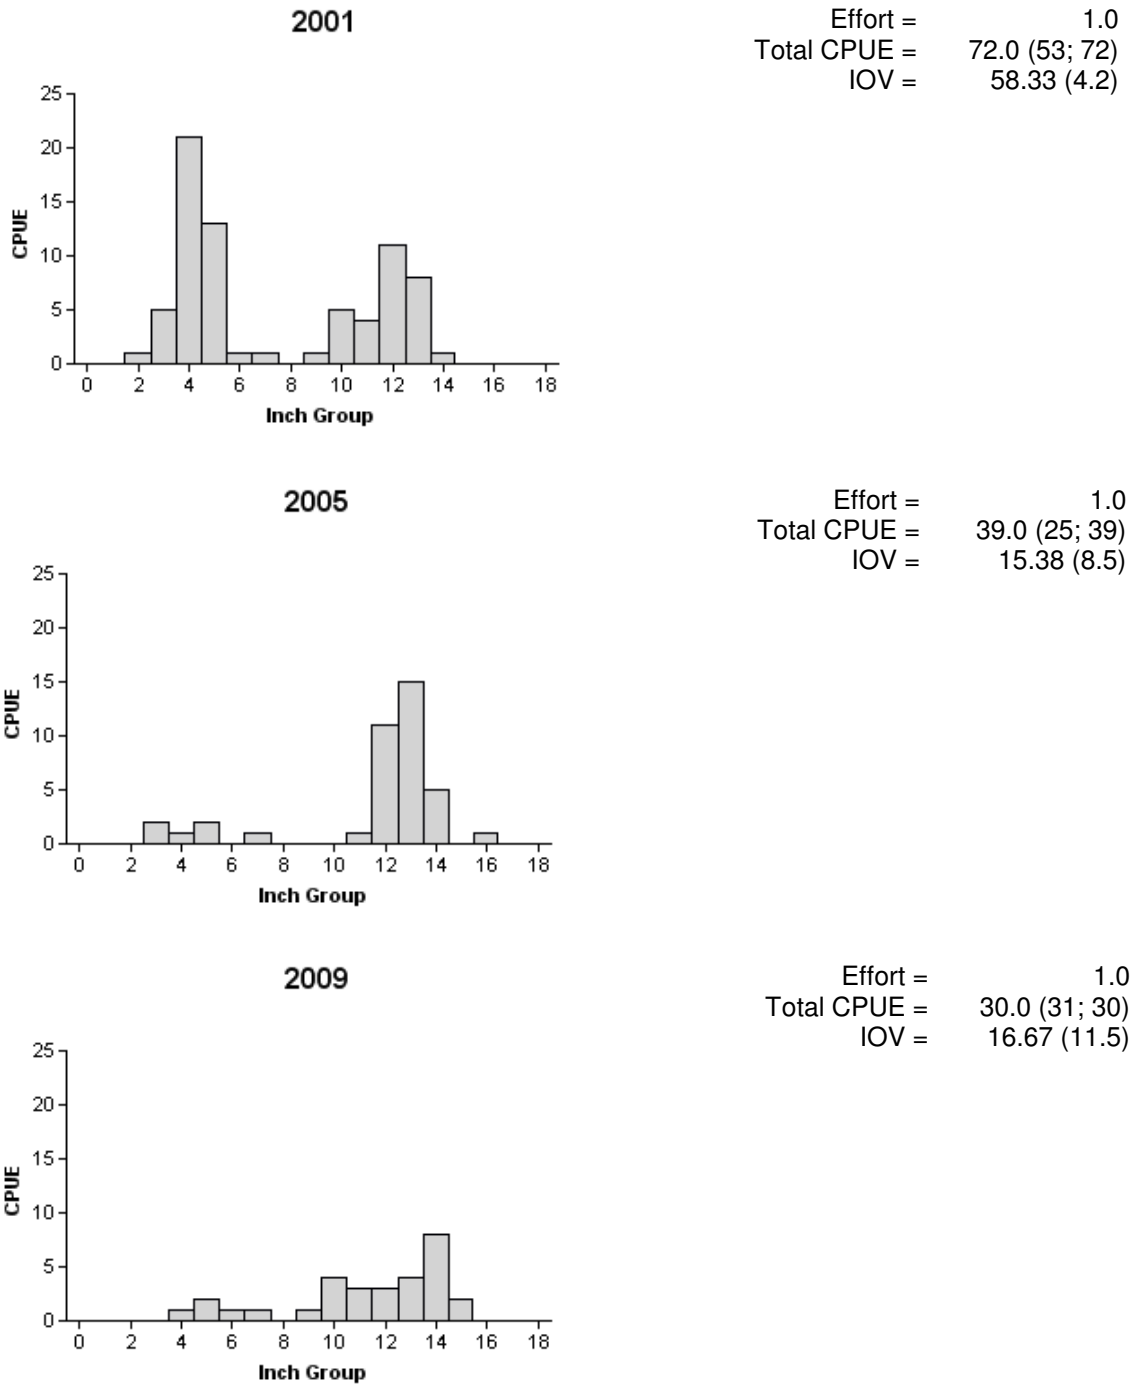 2001
Effort = 1.0
Total CPUE = 72.0 (53; 72)
IOV = 58.33 (4.2)
25
20
15
10
5
0
CPUE
0 2 4 6 8 10 12 14 16 18
Inch Group
2005
Effort = 1.0
Total CPUE = 39.0 (25; 39)
IOV = 15.38 (8.5)
25
20
15
10
5
0
CPUE
0 2 4 6 8 10 12 14 16 18
Inch Group
2009
Effort = 1.0
Total CPUE = 30.0 (31; 30)
IOV = 16.67 (11.5)
25
20
15
10
5
0
CPUE
0 2 4 6 8 10 12 14 16 18
Inch Group